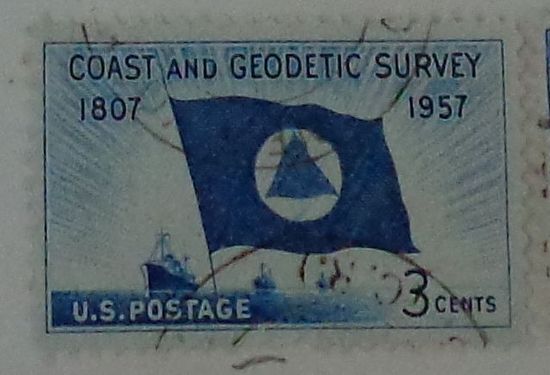 COAST AND GEODETIC SURVEY
1807 1957
U.S. POSTAGE 3 CENTS